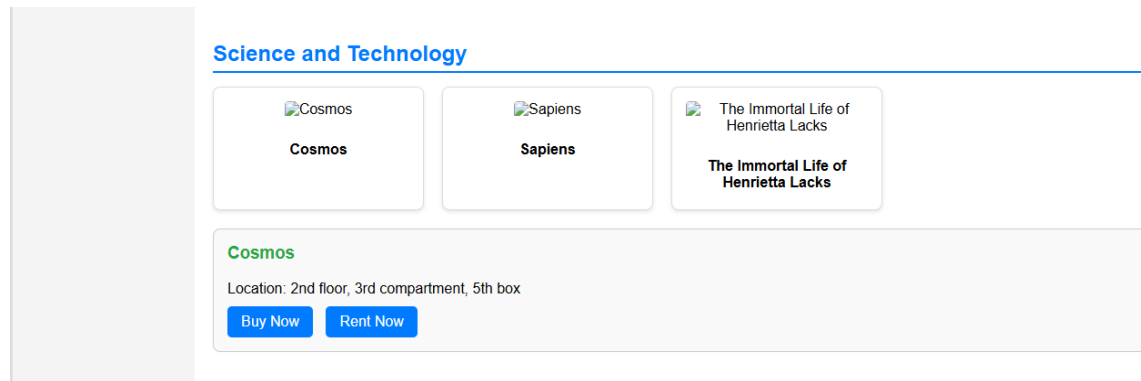 Science and Technology
Cosmos
Sapiens
The Immortal Life of
Henrietta Lacks
Cosmos
Sapiens
The Immortal Life of
Henrietta Lacks
Cosmos
Location: 2nd floor, 3rd compartment, 5th box
Buy Now
Rent Now